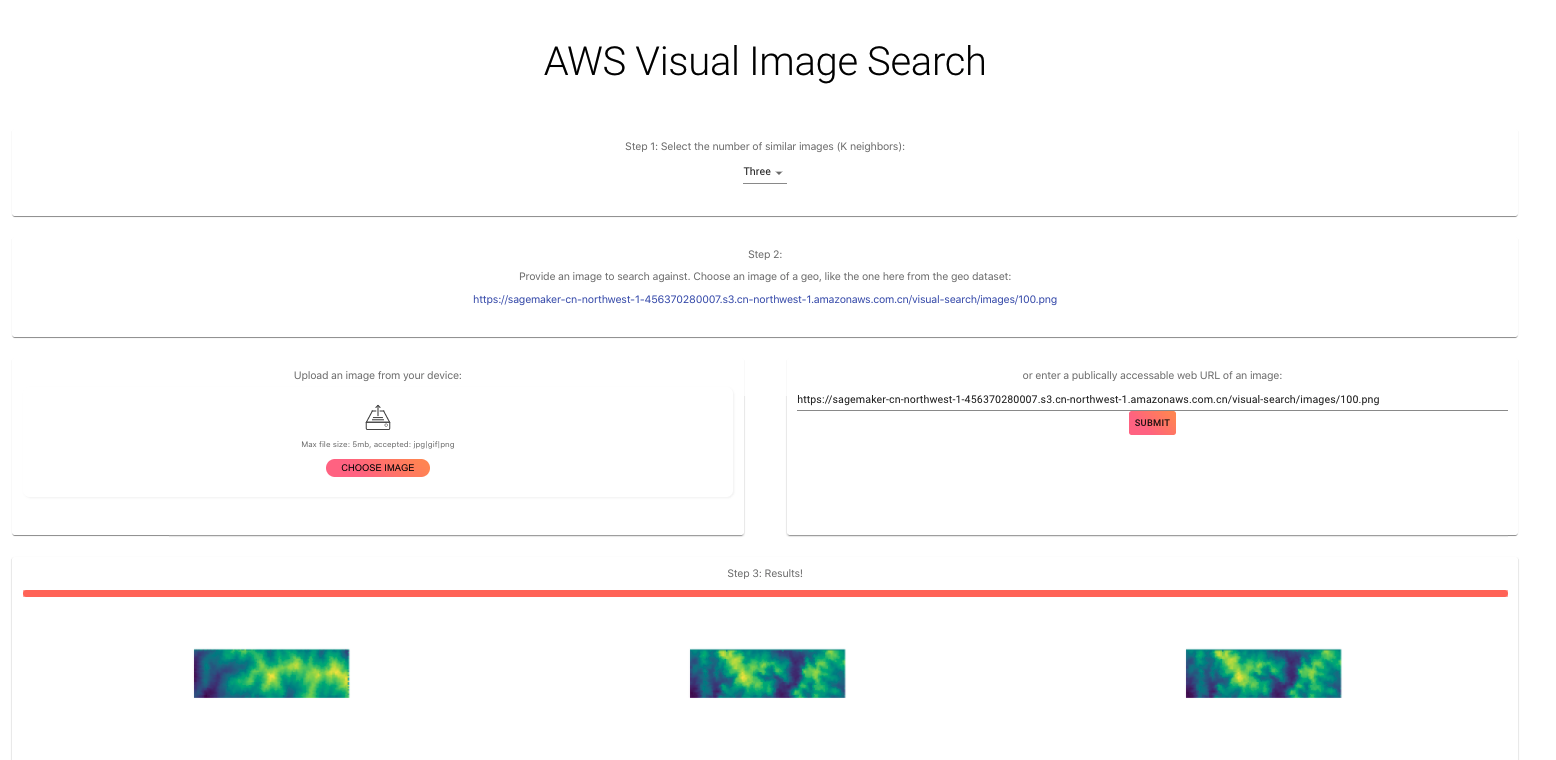 AWS Visual Image Search
Step 1: Select the number of similar images (K neighbors):
Three
Step 2:
Provide an image to search against. Choose an image of a geo, like the one here from the geo dataset:
https://sagemaker-cn-northwest-1-456370280007.s3.cn-northwest-1.amazonaws.com.cn/visual-search/images/100.png
Upload an image from your device:
Max file size: 5mb, accepted: jpg|gif|png
CHOOSE IMAGE
or enter a publically accessable web URL of an image:
https://sagemaker-cn-northwest-1-456370280007.s3.cn-northwest-1.amazonaws.com.cn/visual-search/images/100.png
SUBMIT
Step 3: Results!